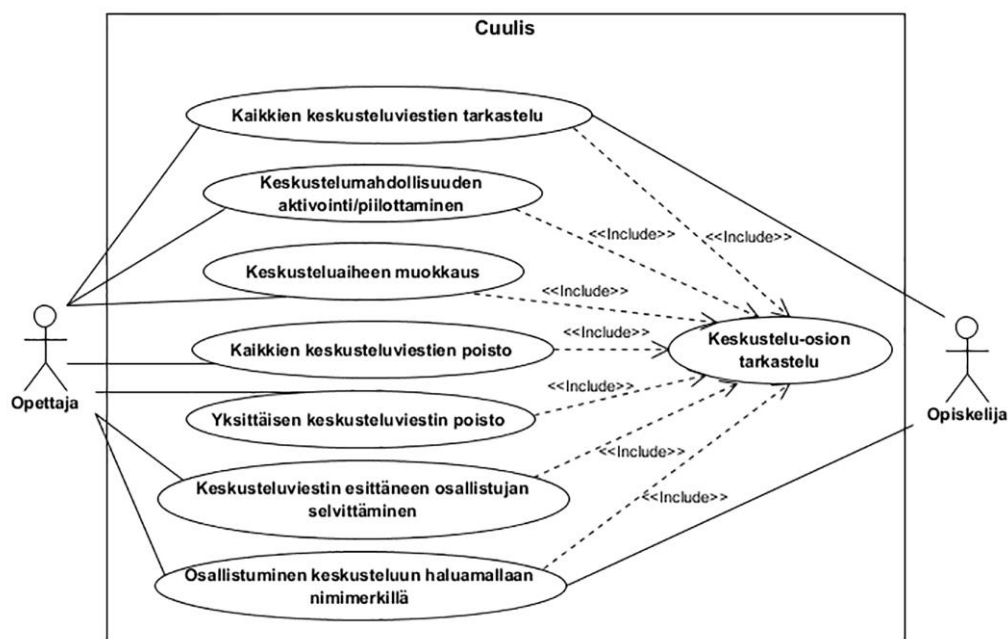 Cuulis
Kaikkien keskusteluviestien tarkastelu
Keskustelumahdollisuuden
aktivointi/piilottaminen
<<Include>>
<<Include>>
Keskusteluaiheen muokkaus
<<Include>>
Kaikkien keskusteluviestien poisto
<<Include>>
Keskustelu-osion
tarkastelu
Opettaja
Opiskelija
<<Include>>
Yksittäisen keskusteluviestin poisto
<<Include>>
Keskusteluviestin esittäneen osallistujan
selvittäminen
<<Include>>
Osallistuminen keskusteluun haluamallaan
nimimerkillä